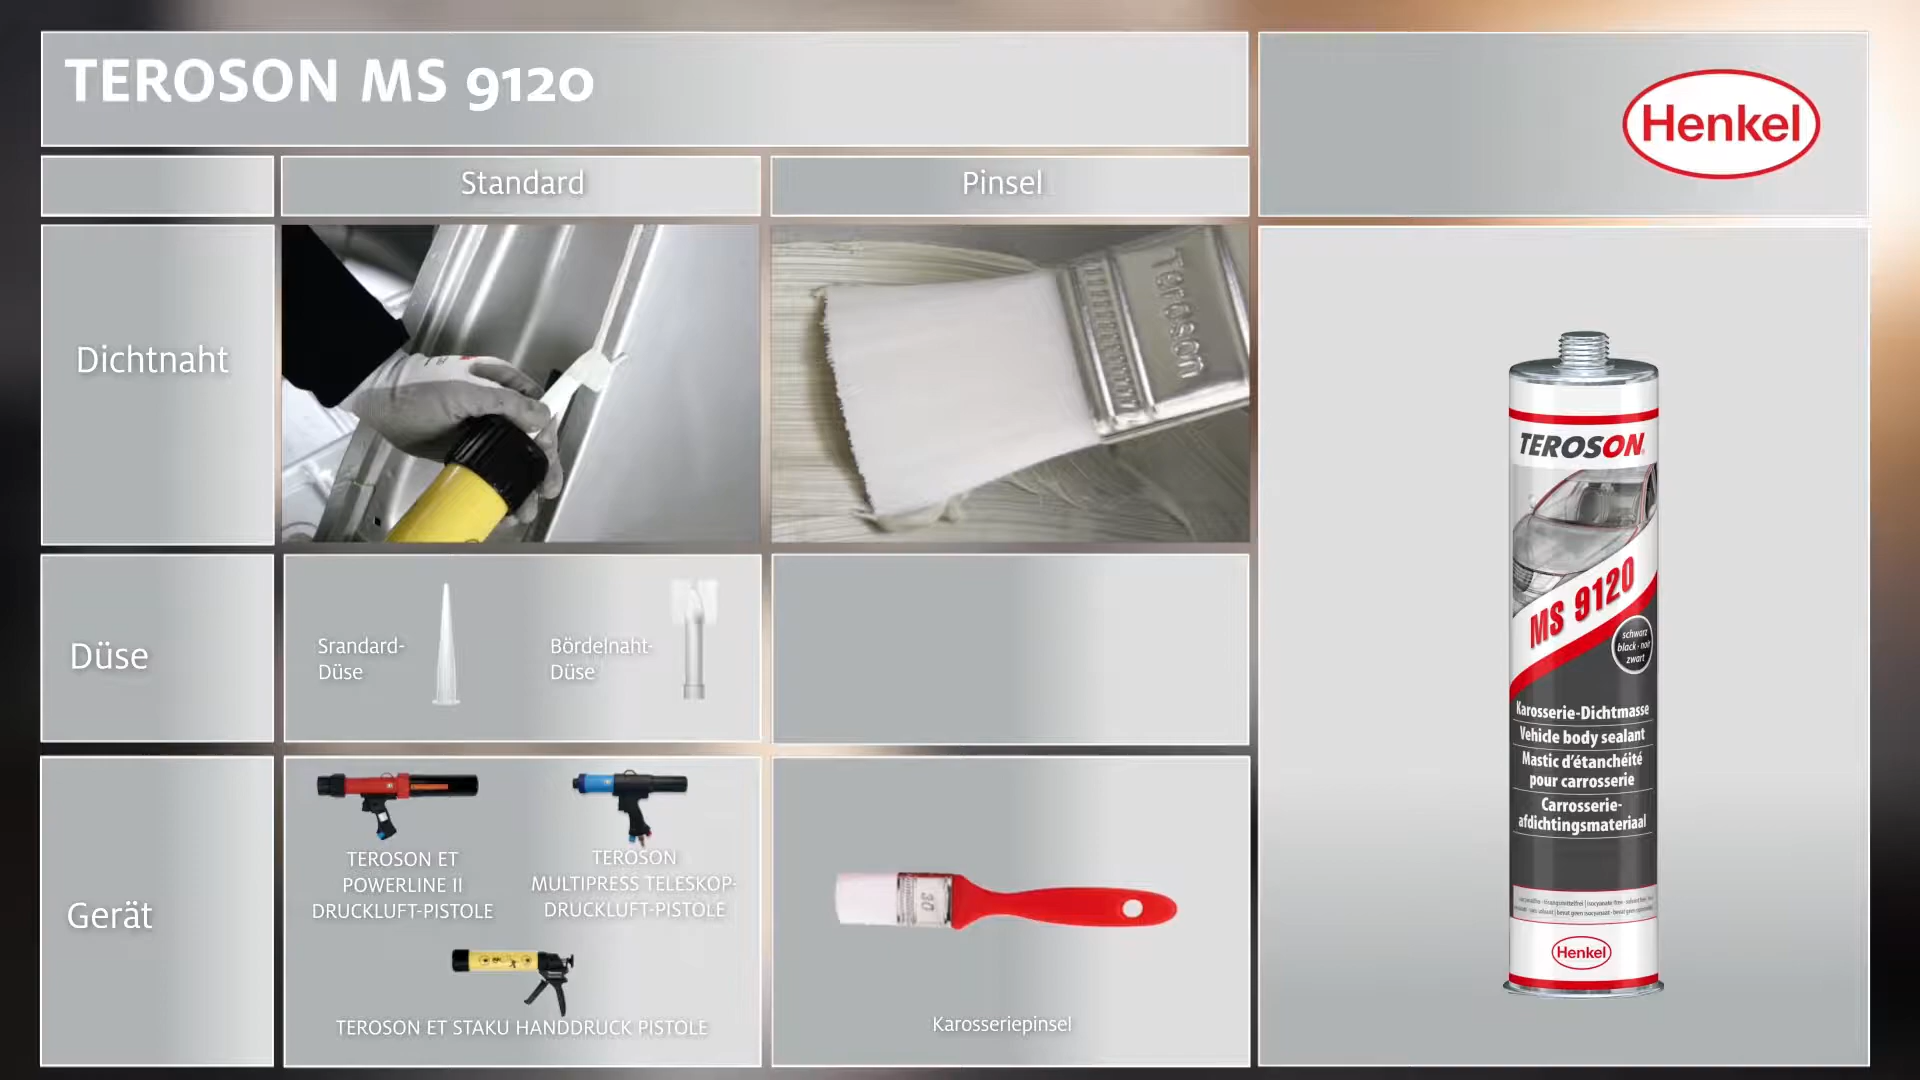 TEROSON MS 9120
Henkel
Standard
Pinsel
Dichtnaht
Teroson
Düse
Srandard-
Düse
Bördelnaht-
Düse
Gerät
TEROSON ET
POWERLINE II
DRUCKLUFT-PISTOLE
TEROSON
MULTIPRESS TELESKOP-
DRUCKLUFT-PISTOLE
TEROSON ET STAKU HANDDRUCK PISTOLE
30
Karosseriepinsel
TEROSON
MS 9120
schwarz
black · noir
zwart
Karosserie-Dichtmasse
Vehicle body sealant
Mastic d'étanchéité
pour carrosserie
Carrosserie-
afdichtingsmateriaal
Henkel